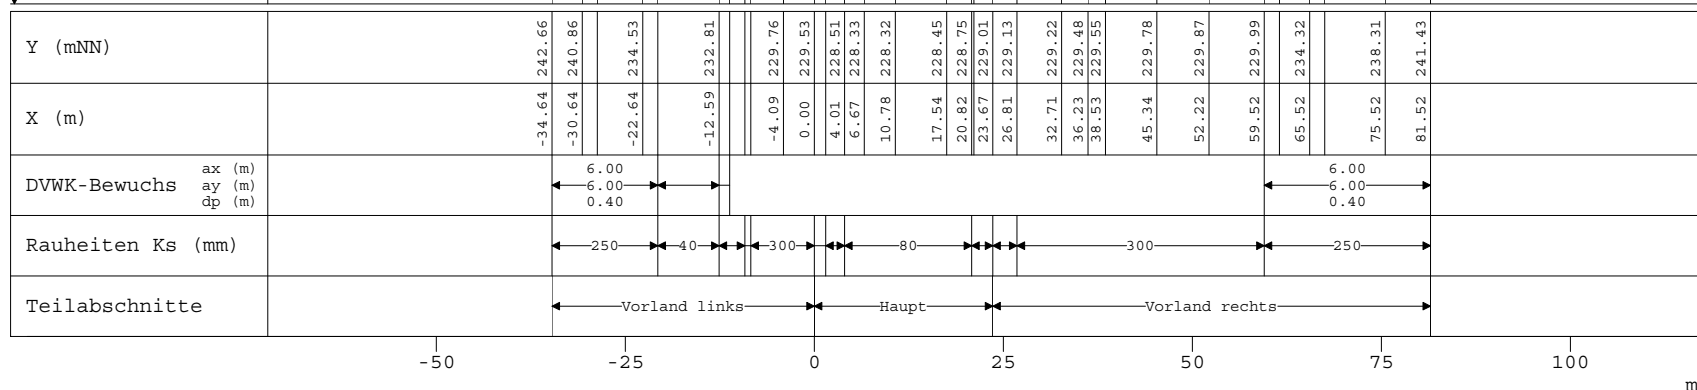 Y (mNN) 242.66 240.86 234.53 232.81 229.76 229.53 228.51 228.33 228.32 228.45 228.75 229.01 229.13 229.22 229.48 229.55 229.78 229.87 229.99 234.32 238.31 241.43
X (m) -34.64 -30.64 -22.64 -12.59 -4.09 0.00 4.01 6.67 10.78 17.54 20.82 23.67 26.81 32.71 36.23 38.53 45.34 52.22 59.52 65.52 75.52 81.52
ax (m) 6.00 6.00
DVWK-Bewuchs ay (m) 6.00 6.00
dp (m) 0.40 0.40
Rauheiten Ks (mm) 250 40 300 80 300 250
Teilabschnitte Vorland links Haupt Vorland rechts
-50 -25 0 25 50 75 100
m